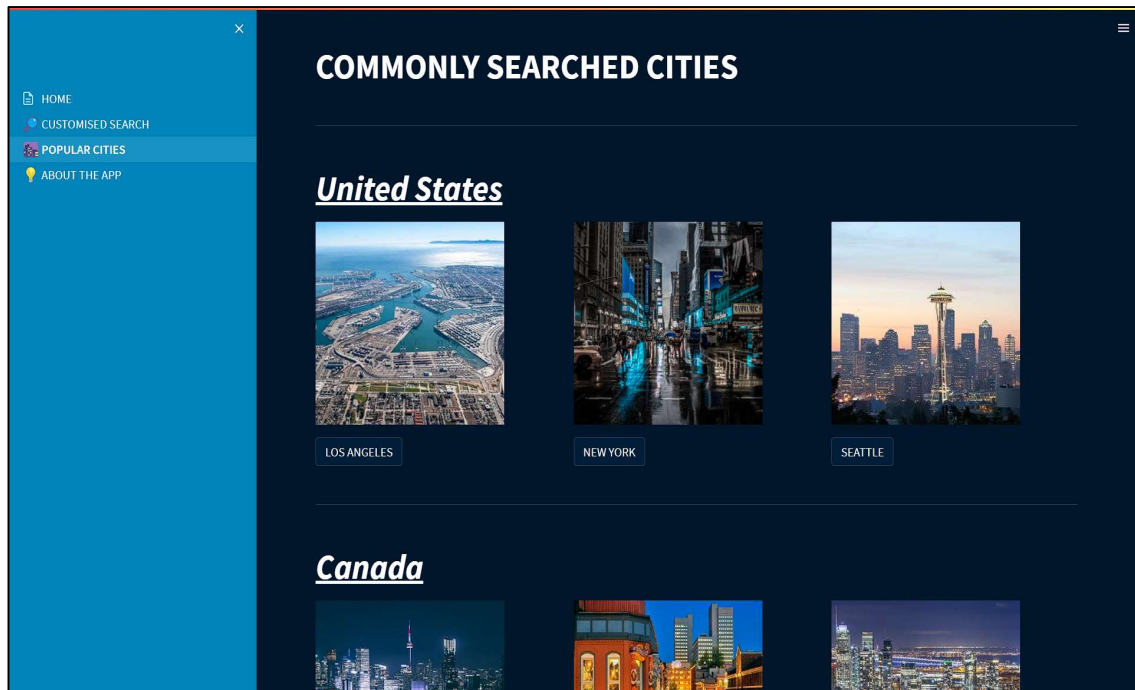 HOME
CUSTOMISED SEARCH
POPULAR CITIES
ABOUT THE APP
COMMONLY SEARCHED CITIES
United States
LOS ANGELES
NEW YORK
SEATTLE
Canada